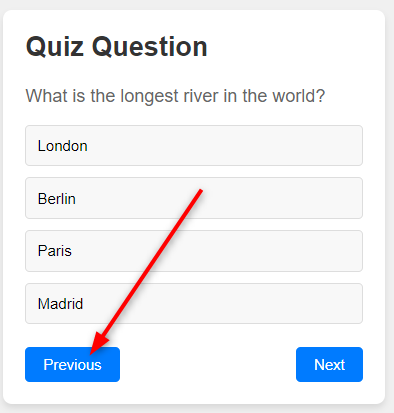 Quiz Question
What is the longest river in the world?
London
Berlin
Paris
Madrid
Previous Next